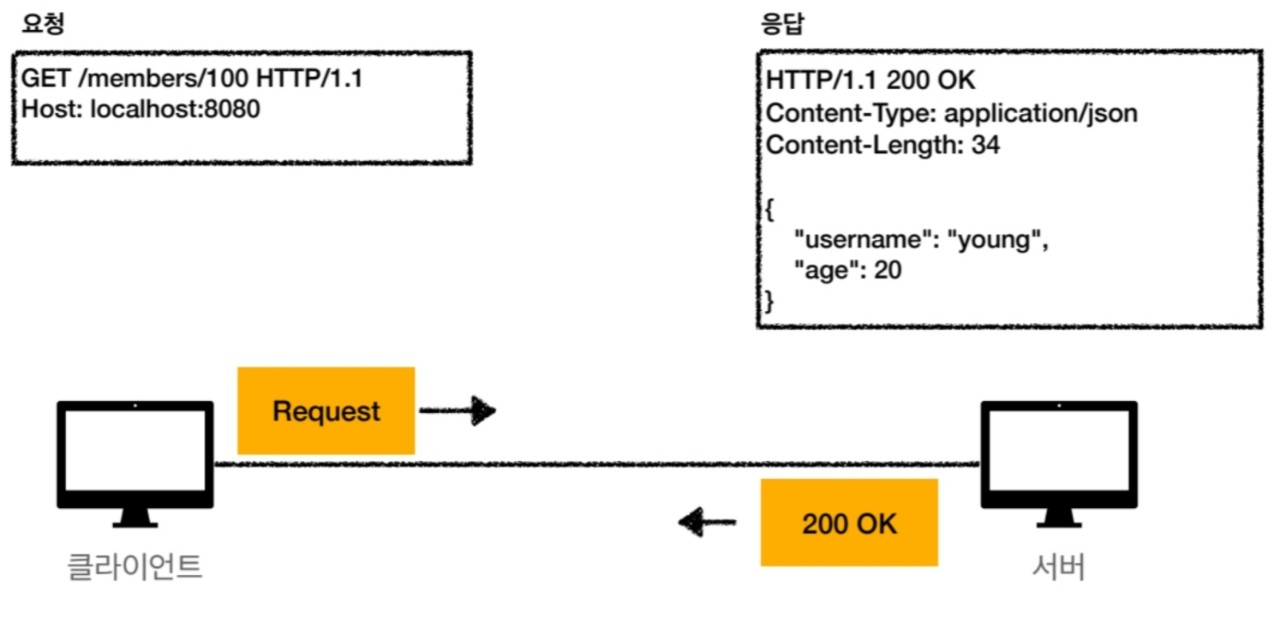 요청
GET /members/100 HTTP/1.1
Host: localhost:8080
응답
HTTP/1.1 200 OK
Content-Type: application/json
Content-Length: 34
{
"username": "young",
"age": 20
}
Request
200 OK
클라이언트
서버